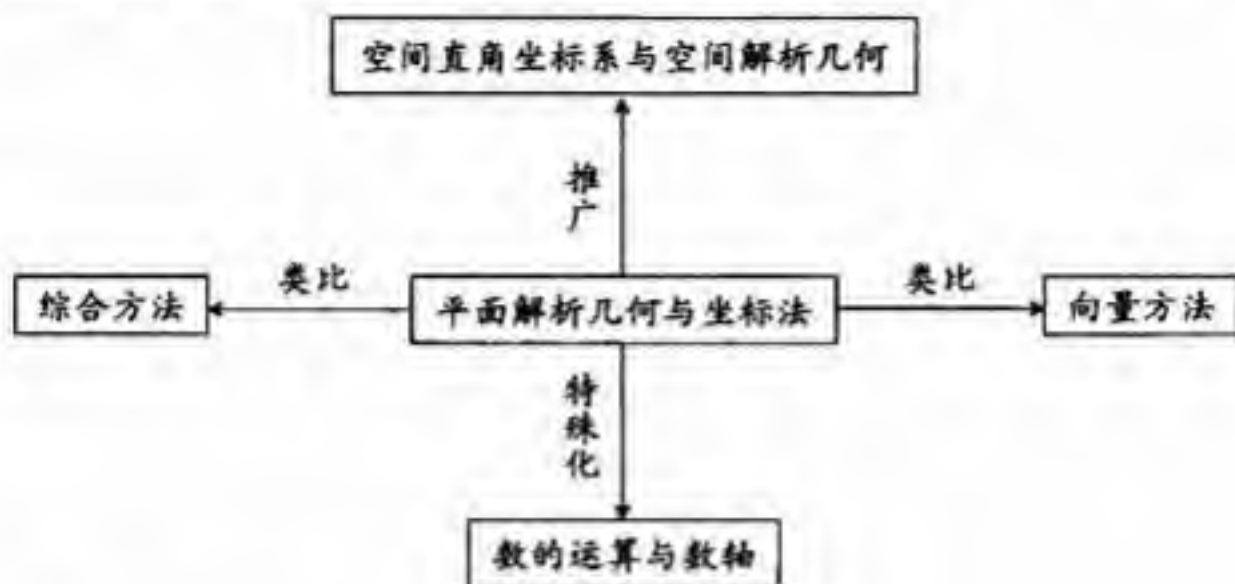 空间直角坐标系与空间解析几何
推广
综合方法
类比
平面解析几何与坐标法
类比
向量方法
特殊化
数的运算与数轴